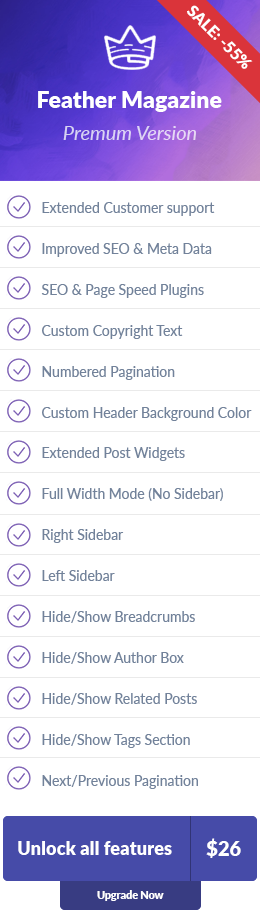 SALE: -55%
Feather Magazine
Premum Version
Extended Customer support
Improved SEO & Meta Data
SEO & Page Speed Plugins
Custom Copyright Text
Numbered Pagination
Custom Header Background Color
Extended Post Widgets
Full Width Mode (No Sidebar)
Right Sidebar
Left Sidebar
Hide/Show Breadcrumbs
Hide/Show Author Box
Hide/Show Related Posts
Hide/Show Tags Section
Next/Previous Pagination
Unlock all features $26
Upgrade Now